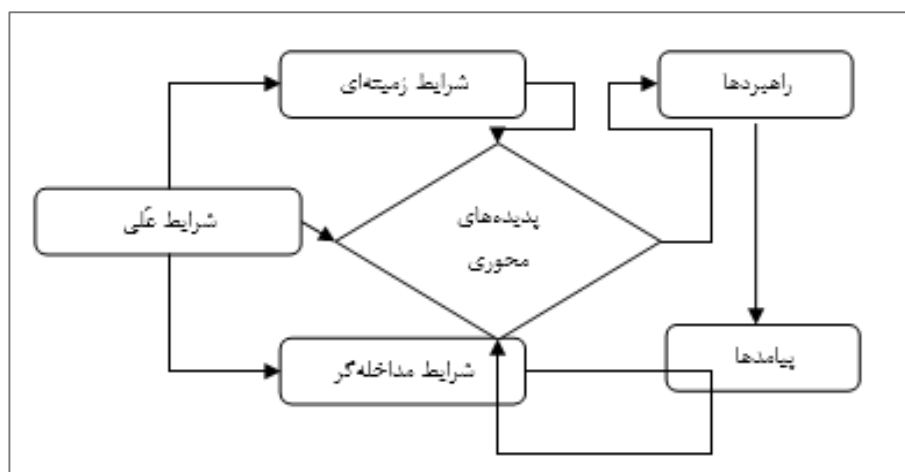 شرایط زمینه‌ای
راهبردها
شرایط علّی
پدیده‌های
محوری
شرایط مداخله‌گر
پیامدها